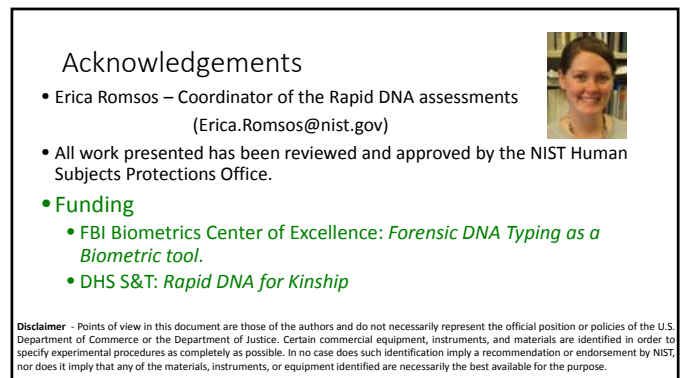 Acknowledgements
• Erica Romsos – Coordinator of the Rapid DNA assessments
(Erica.Romsos@nist.gov)
• All work presented has been reviewed and approved by the NIST Human
Subjects Protections Office.
• Funding
• FBI Biometrics Center of Excellence: Forensic DNA Typing as a
Biometric tool.
• DHS S&T: Rapid DNA for Kinship
Disclaimer - Points of view in this document are those of the authors and do not necessarily represent the official position or policies of the U.S.
Department of Commerce or the Department of Justice. Certain commercial equipment, instruments, and materials are identified in order to
specify experimental procedures as completely as possible. In no case does such identification imply a recommendation or endorsement by NIST,
nor does it imply that any of the materials, instruments, or equipment identified are necessarily the best available for the purpose.